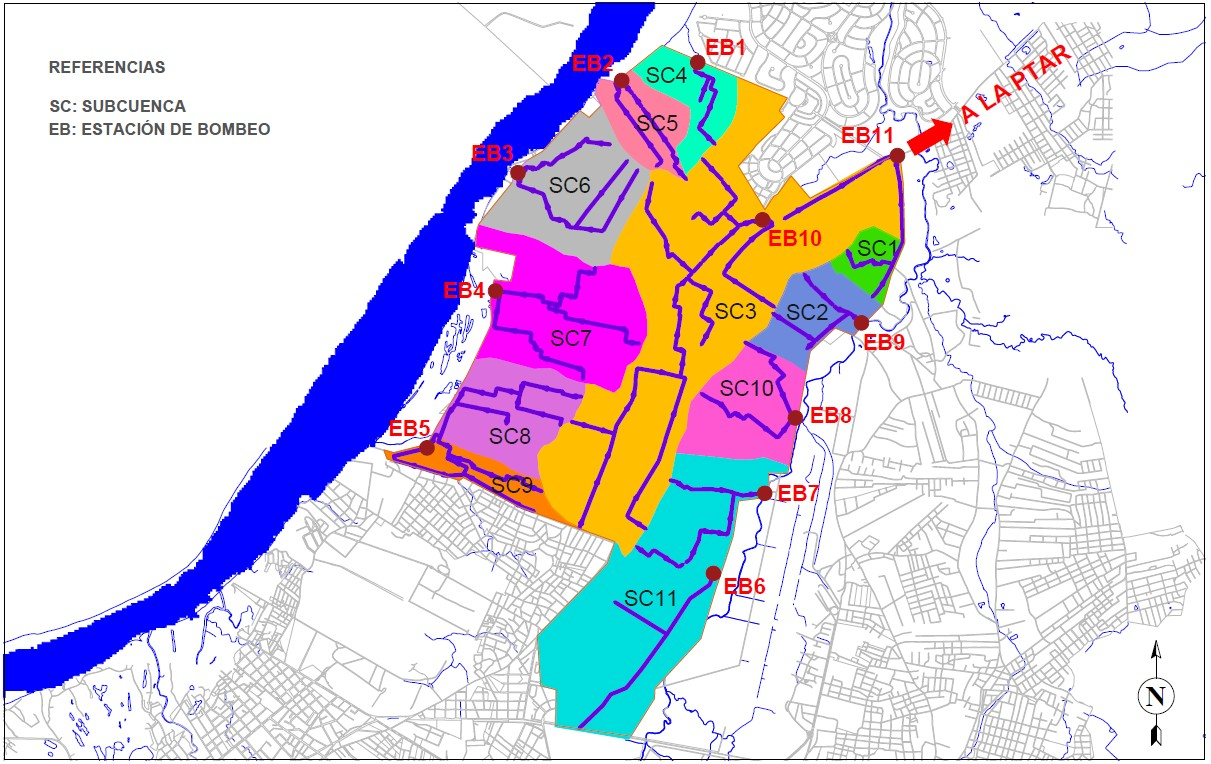 REFERENCIAS
SC: SUBCUENCA
EB: ESTACIÓN DE BOMBEO
EB1
EB2
SC4
A LA PTAR
SC5
EB11
EB3
SC6
EB10
SC1
EB4
SC3
SC2
SC7
EB9
SC10
EB8
EB5
SC8
SC9
EB7
EB6
SC11
N